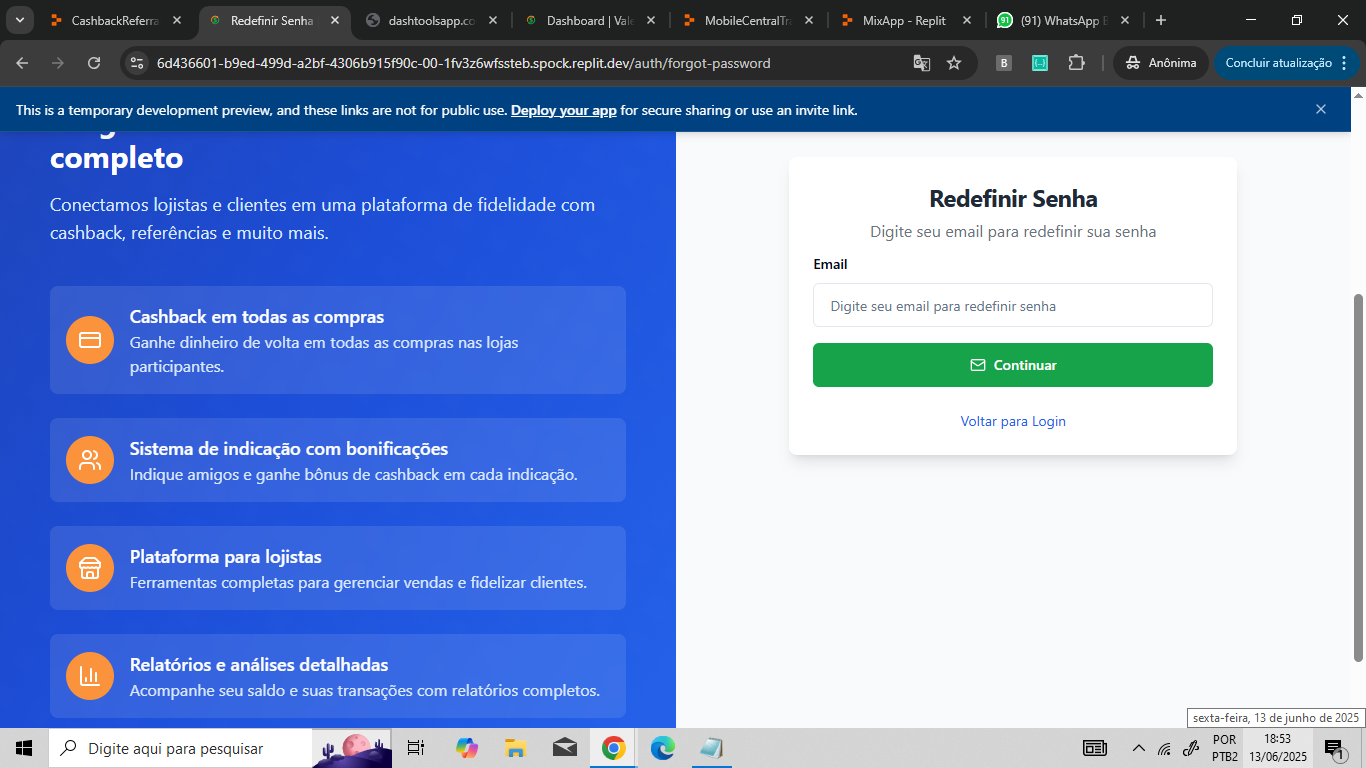 CashbackReferra
Redefinir Senha
dashtoolsapp.co
Dashboard | Vale
MobileCentralTr
MixApp - Replit
(91) WhatsApp B
6d436601-b9ed-499d-a2bf-4306b915f90c-00-1fv3z6wfssteb.spock.replit.dev/auth/forgot-password
B
Anônima
Concluir atualização
This is a temporary development preview, and these links are not for public use. Deploy your app for secure sharing or use an invite link.
completo
Conectamos lojistas e clientes em uma plataforma de fidelidade com
cashback, referências e muito mais.
Cashback em todas as compras
Ganhe dinheiro de volta em todas as compras nas lojas
participantes.
Sistema de indicação com bonificações
Indique amigos e ganhe bônus de cashback em cada indicação.
Plataforma para lojistas
Ferramentas completas para gerenciar vendas e fidelizar clientes.
Relatórios e análises detalhadas
Acompanhe seu saldo e suas transações com relatórios completos.
Redefinir Senha
Digite seu email para redefinir sua senha
Email
Digite seu email para redefinir senha
Continuar
Voltar para Login
sexta-feira, 13 de junho de 2025
Digite aqui para pesquisar
POR
PTB2
18:53
13/06/2025
1